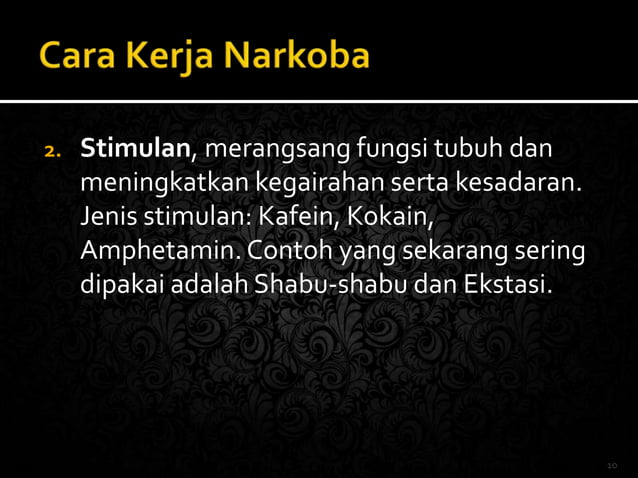 Cara Kerja Narkoba
2. Stimulan, merangsang fungsi tubuh dan
meningkatkan kegairahan serta kesadaran.
Jenis stimulan: Kafein, Kokain,
Amphetamin. Contoh yang sekarang sering
dipakai adalah Shabu-shabu dan Ekstasi.
10